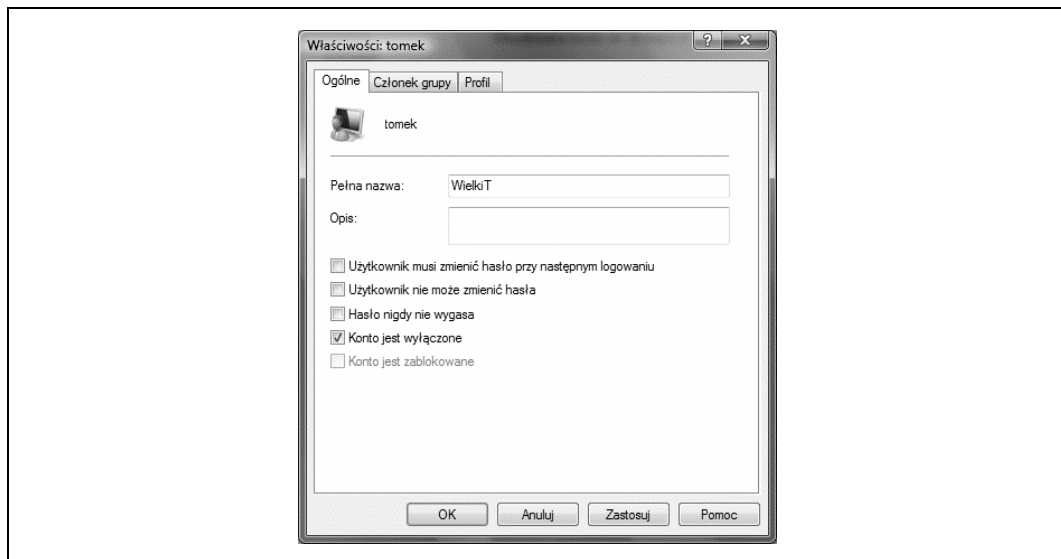 Właściwości: tomek
Ogólne Członek grupy Profil
tomek
Pełna nazwa: WielkiT
Opis:
Użytkownik musi zmienić hasło przy następnym logowaniu
Użytkownik nie może zmienić hasła
Hasło nigdy nie wygasa
Konto jest wyłączone
Konto jest zablokowane
OK Anuluj Zastosuj Pomoc